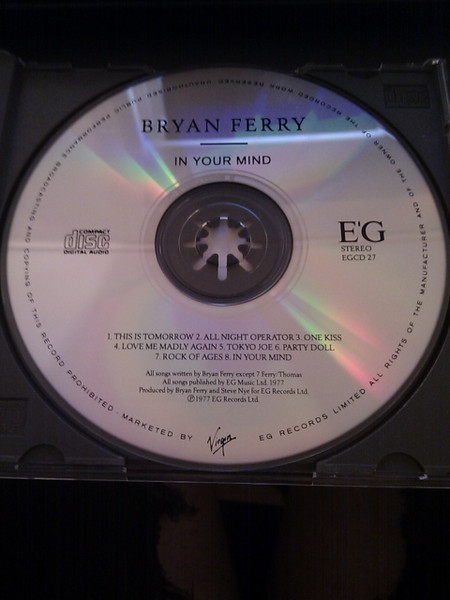 BRYAN FERRY
IN YOUR MIND
COMPACT
disc
DIGITAL AUDIO
E'G
STEREO
EGCD 27
1. THIS IS TOMORROW 2. ALL NIGHT OPERATOR 3. ONE KISS
4. LOVE ME MADLY AGAIN 5. TOKYO JOE 6. PARTY DOLL
7. ROCK OF AGES 8. IN YOUR MIND
All songs written by Bryan Ferry except 7 Ferry/Thomas
All songs published by EG Music Ltd. 1977
Produced by Bryan Ferry and Steve Nye for EG Records Ltd.
Ⓟ1977 EG Records Ltd.
MARKETED BY Virgin EG RECORDS LIMITED ALL RIGHTS OF THE MANUFACTURER AND OF THE OWNER OF THE RECORDED WORK RESERVED · UNAUTHORISED PUBLIC PERFORMANCE BROADCASTING AND COPYING OF THIS RECORD PROHIBITED ·